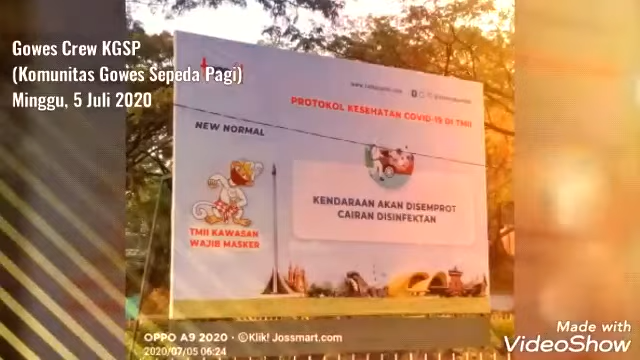 Gowes Crew KGSP
(Komunitas Gowes Sepeda Pagi)
Minggu, 5 Juli 2020
PROTOKOL KESEHATAN COVID-19 DI TMII
NEW NORMAL
KENDARAAN AKAN DISEMPROT
CAIRAN DISINFEKTAN
TMII KAWASAN
WAJIB MASKER
OPPO A9 2020 · ©Klik! Jossmart.com
2020/07/05 06:24
Made with
VideoShow